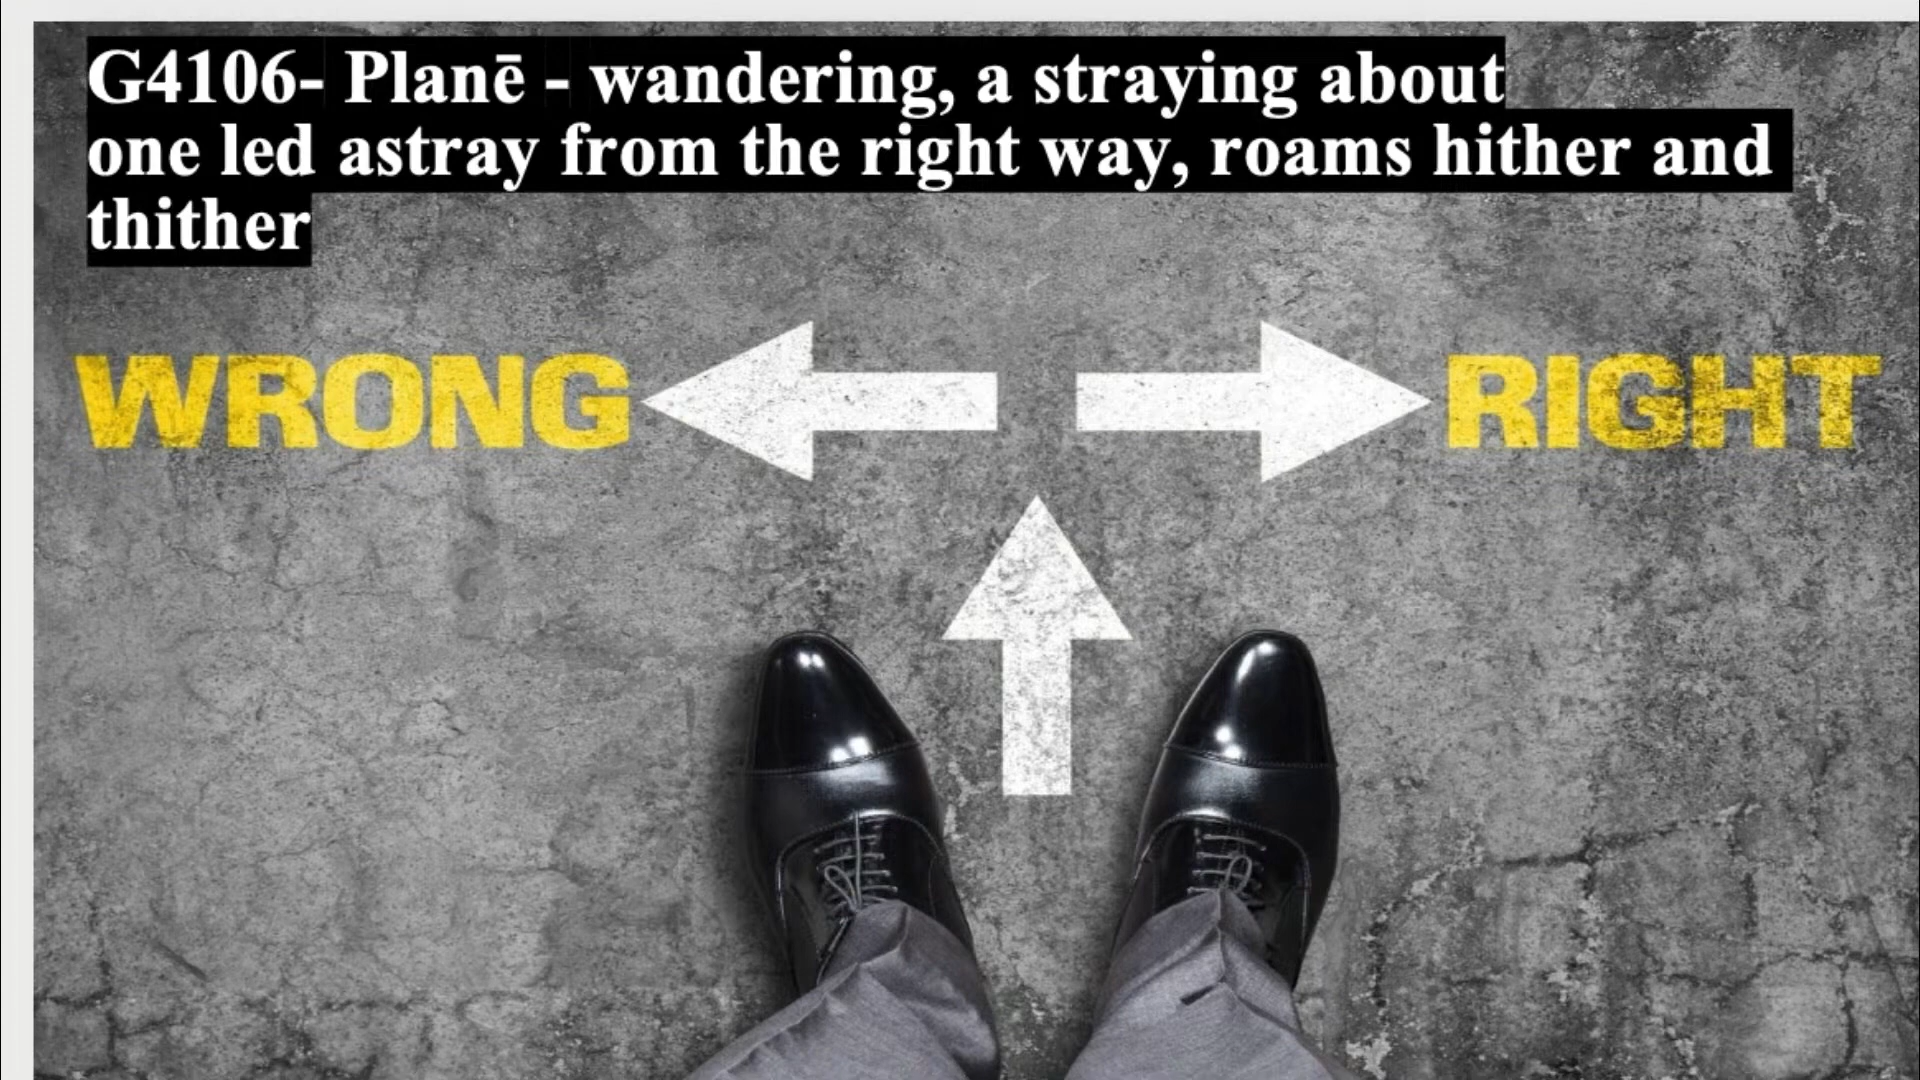 G4106- Planē - wandering, a straying about
one led astray from the right way, roams hither and
thither
WRONG
RIGHT